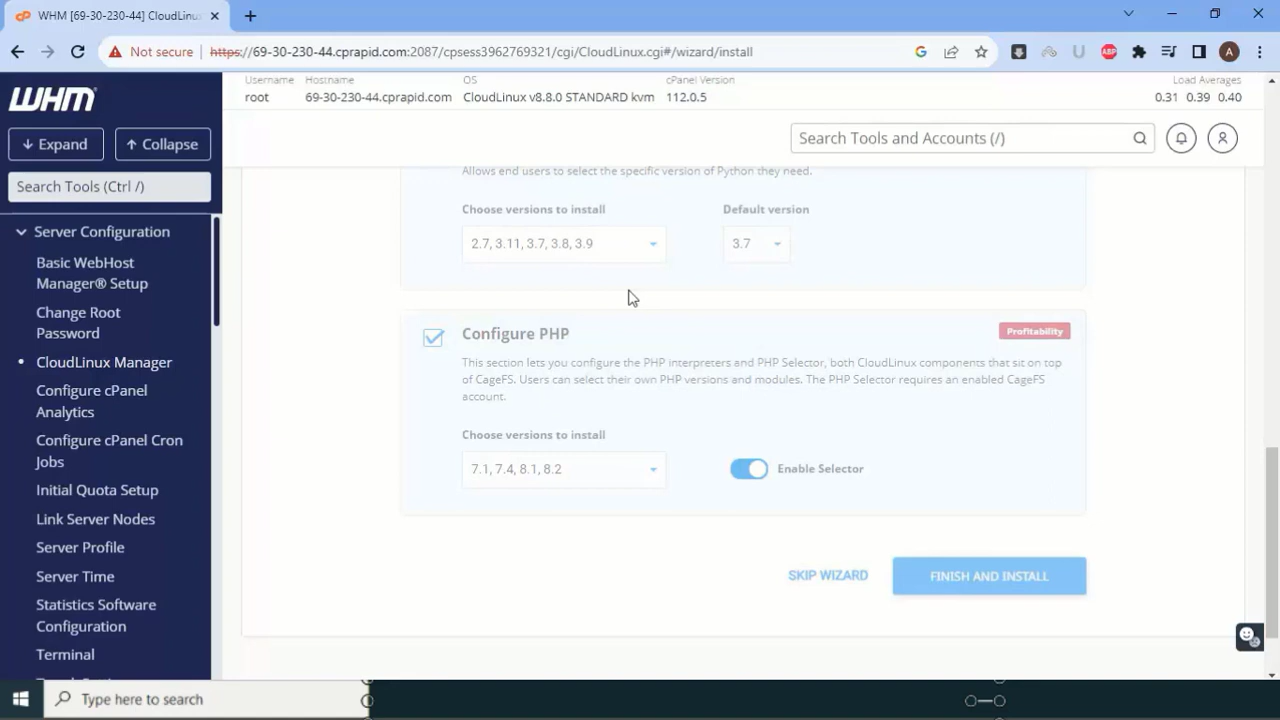 WHM [69-30-230-44] CloudLinux
Not secure
https://69-30-230-44.cprapid.com:2087/cpsess3962769321/cgi/CloudLinux.cgi#/wizard/install
ABP
A
WHM
Username Hostname OS cPanel Version Load Averages
root 69-30-230-44.cprapid.com CloudLinux v8.8.0 STANDARD kvm 112.0.5 0.31 0.39 0.40
Expand
Collapse
Search Tools (Ctrl /)
Search Tools and Accounts (/)
Server Configuration
Basic WebHost
Manager® Setup
Change Root
Password
CloudLinux Manager
Configure cPanel
Analytics
Configure cPanel Cron
Jobs
Initial Quota Setup
Link Server Nodes
Server Profile
Server Time
Statistics Software
Configuration
Terminal
Allows end users to select the specific version of Python they need.
Choose versions to install Default version
2.7, 3.11, 3.7, 3.8, 3.9 3.7
Configure PHP
Profitability
This section lets you configure the PHP interpreters and PHP Selector, both CloudLinux components that sit on top
of CageFS. Users can select their own PHP versions and modules. The PHP Selector requires an enabled CageFS
account.
Choose versions to install
7.1, 7.4, 8.1, 8.2
Enable Selector
SKIP WIZARD
FINISH AND INSTALL
Type here to search